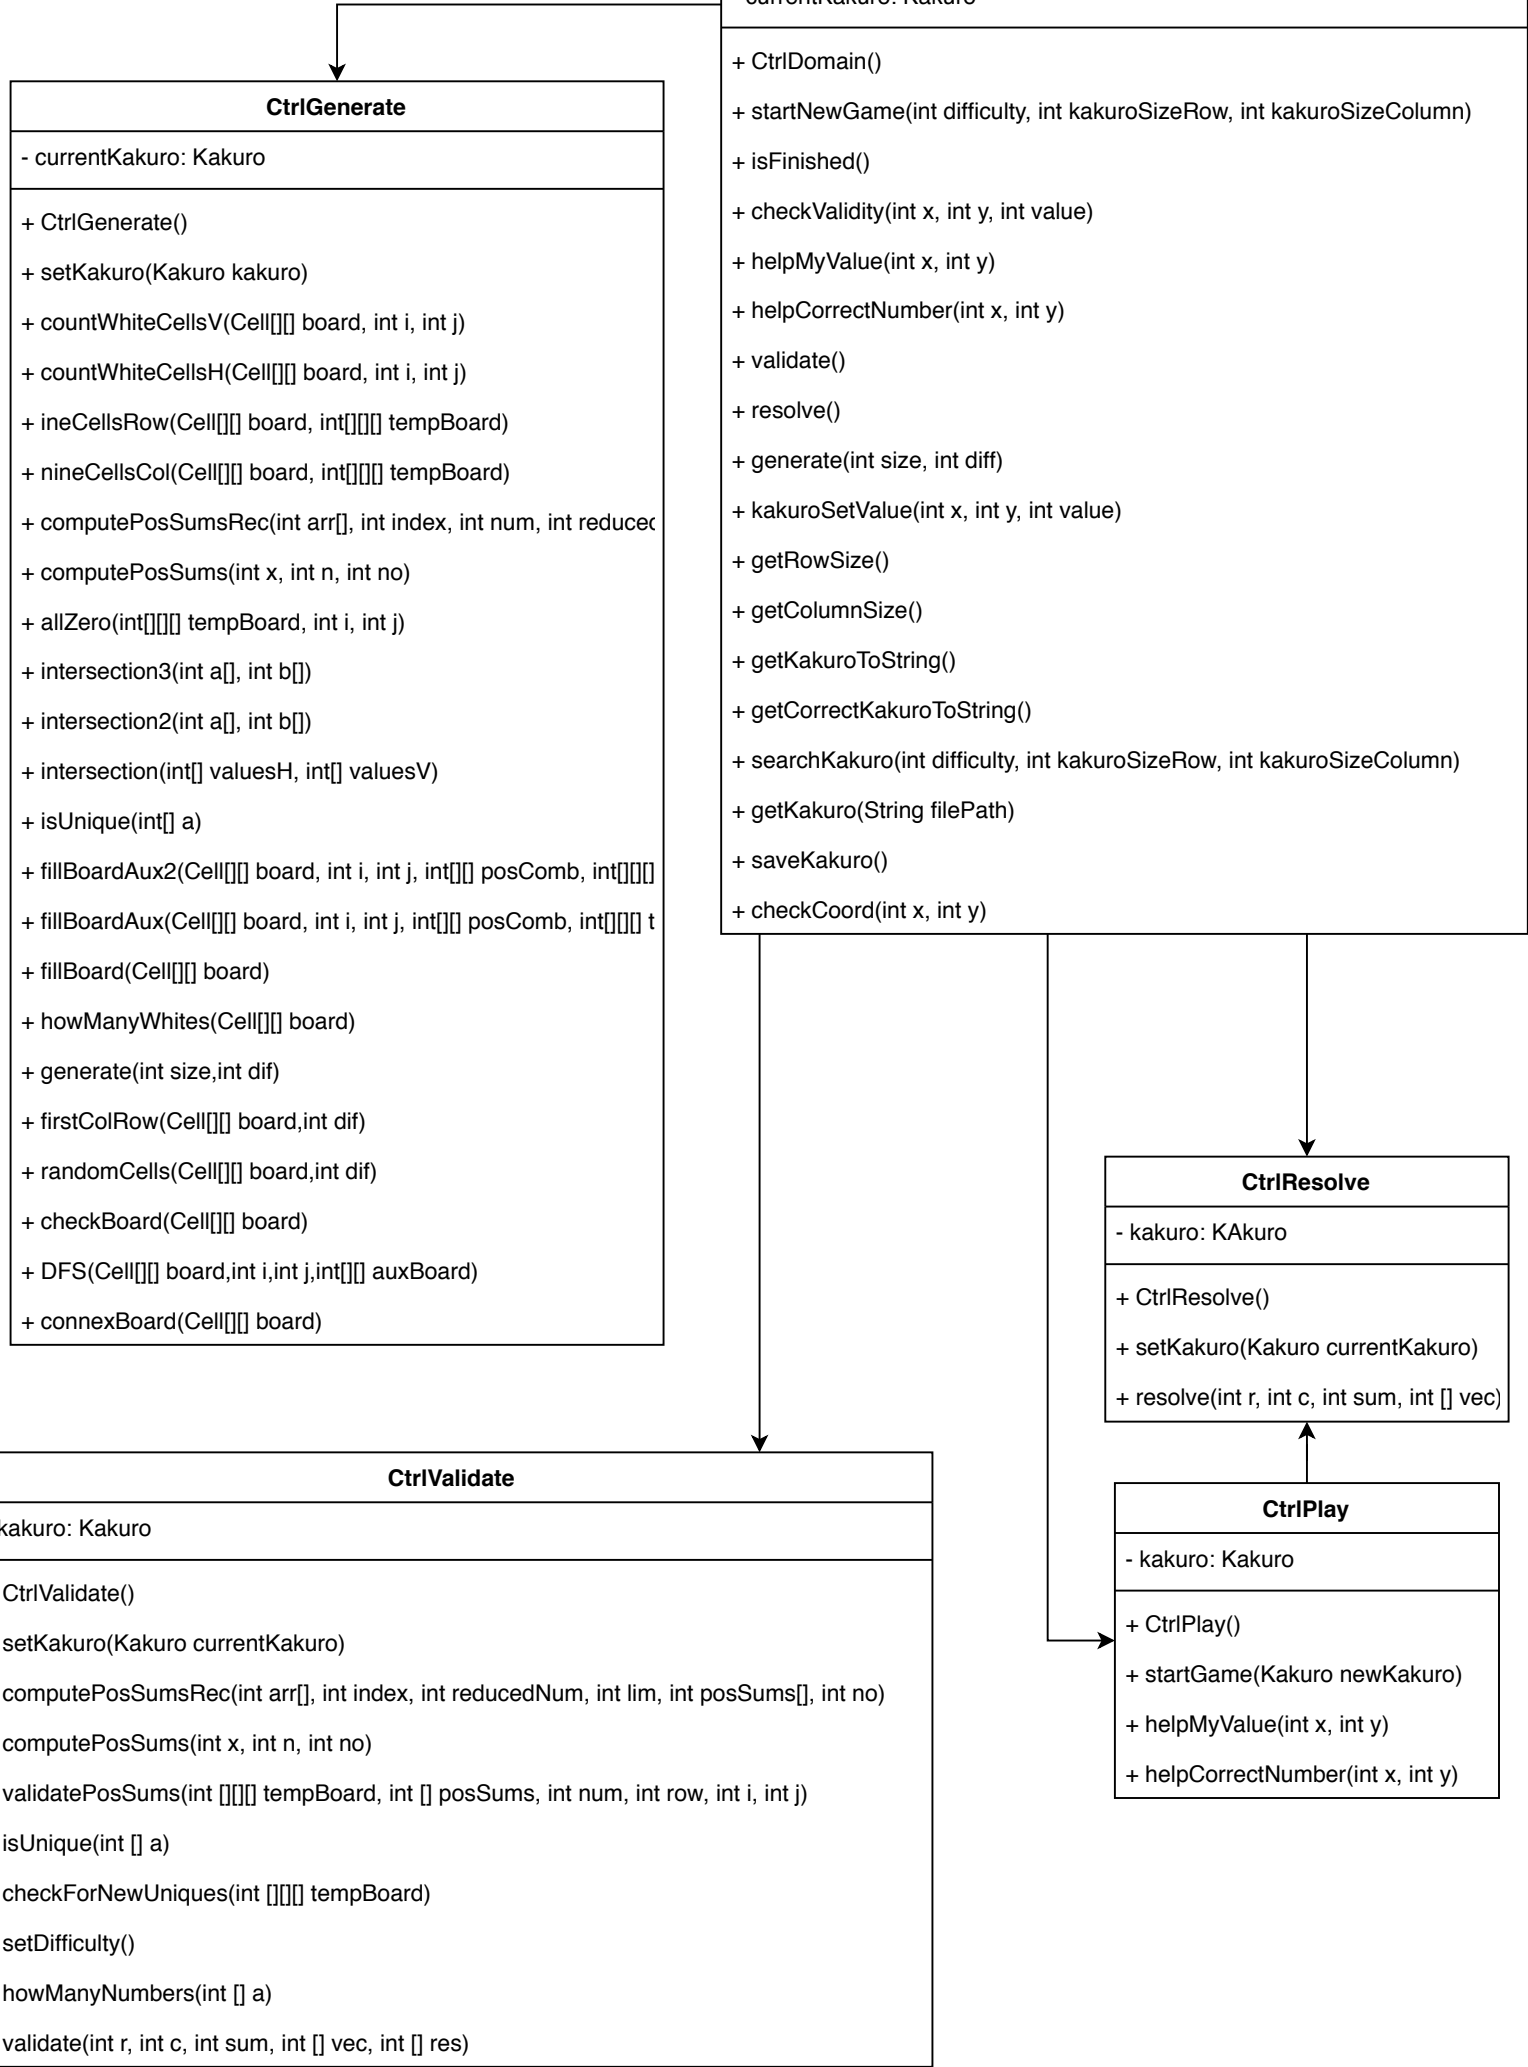 currentKakuro: Kakuro
+ CtrlDomain()
+ startNewGame(int difficulty, int kakuroSizeRow, int kakuroSizeColumn)
+ isFinished()
+ checkValidity(int x, int y, int value)
+ helpMyValue(int x, int y)
+ helpCorrectNumber(int x, int y)
+ validate()
+ resolve()
+ generate(int size, int diff)
+ kakuroSetValue(int x, int y, int value)
+ getRowSize()
+ getColumnSize()
+ getKakuroToString()
+ getCorrectKakuroToString()
+ searchKakuro(int difficulty, int kakuroSizeRow, int kakuroSizeColumn)
+ getKakuro(String filePath)
+ saveKakuro()
+ checkCoord(int x, int y)
CtrlGenerate
- currentKakuro: Kakuro
+ CtrlGenerate()
+ setKakuro(Kakuro kakuro)
+ countWhiteCellsV(Cell[][] board, int i, int j)
+ countWhiteCellsH(Cell[][] board, int i, int j)
+ ineCellsRow(Cell[][] board, int[][][] tempBoard)
+ nineCellsCol(Cell[][] board, int[][][] tempBoard)
+ computePosSumsRec(int arr[], int index, int num, int reduced
+ computePosSums(int x, int n, int no)
+ allZero(int[][][] tempBoard, int i, int j)
+ intersection3(int a[], int b[])
+ intersection2(int a[], int b[])
+ intersection(int[] valuesH, int[] valuesV)
+ isUnique(int[] a)
+ fillBoardAux2(Cell[][] board, int i, int j, int[][] posComb, int[][][]
+ fillBoardAux(Cell[][] board, int i, int j, int[][] posComb, int[][][] t
+ fillBoard(Cell[][] board)
+ howManyWhites(Cell[][] board)
+ generate(int size,int dif)
+ firstColRow(Cell[][] board,int dif)
+ randomCells(Cell[][] board,int dif)
+ checkBoard(Cell[][] board)
+ DFS(Cell[][] board,int i,int j,int[][] auxBoard)
+ connexBoard(Cell[][] board)
CtrlResolve
- kakuro: KAkuro
+ CtrlResolve()
+ setKakuro(Kakuro currentKakuro)
+ resolve(int r, int c, int sum, int [] vec)
CtrlValidate
kakuro: Kakuro
CtrlValidate()
setKakuro(Kakuro currentKakuro)
computePosSumsRec(int arr[], int index, int reducedNum, int lim, int posSums[], int no)
computePosSums(int x, int n, int no)
validatePosSums(int [][][] tempBoard, int [] posSums, int num, int row, int i, int j)
isUnique(int [] a)
checkForNewUniques(int [][][] tempBoard)
setDifficulty()
howManyNumbers(int [] a)
validate(int r, int c, int sum, int [] vec, int [] res)
CtrlPlay
- kakuro: Kakuro
+ CtrlPlay()
+ startGame(Kakuro newKakuro)
+ helpMyValue(int x, int y)
+ helpCorrectNumber(int x, int y)